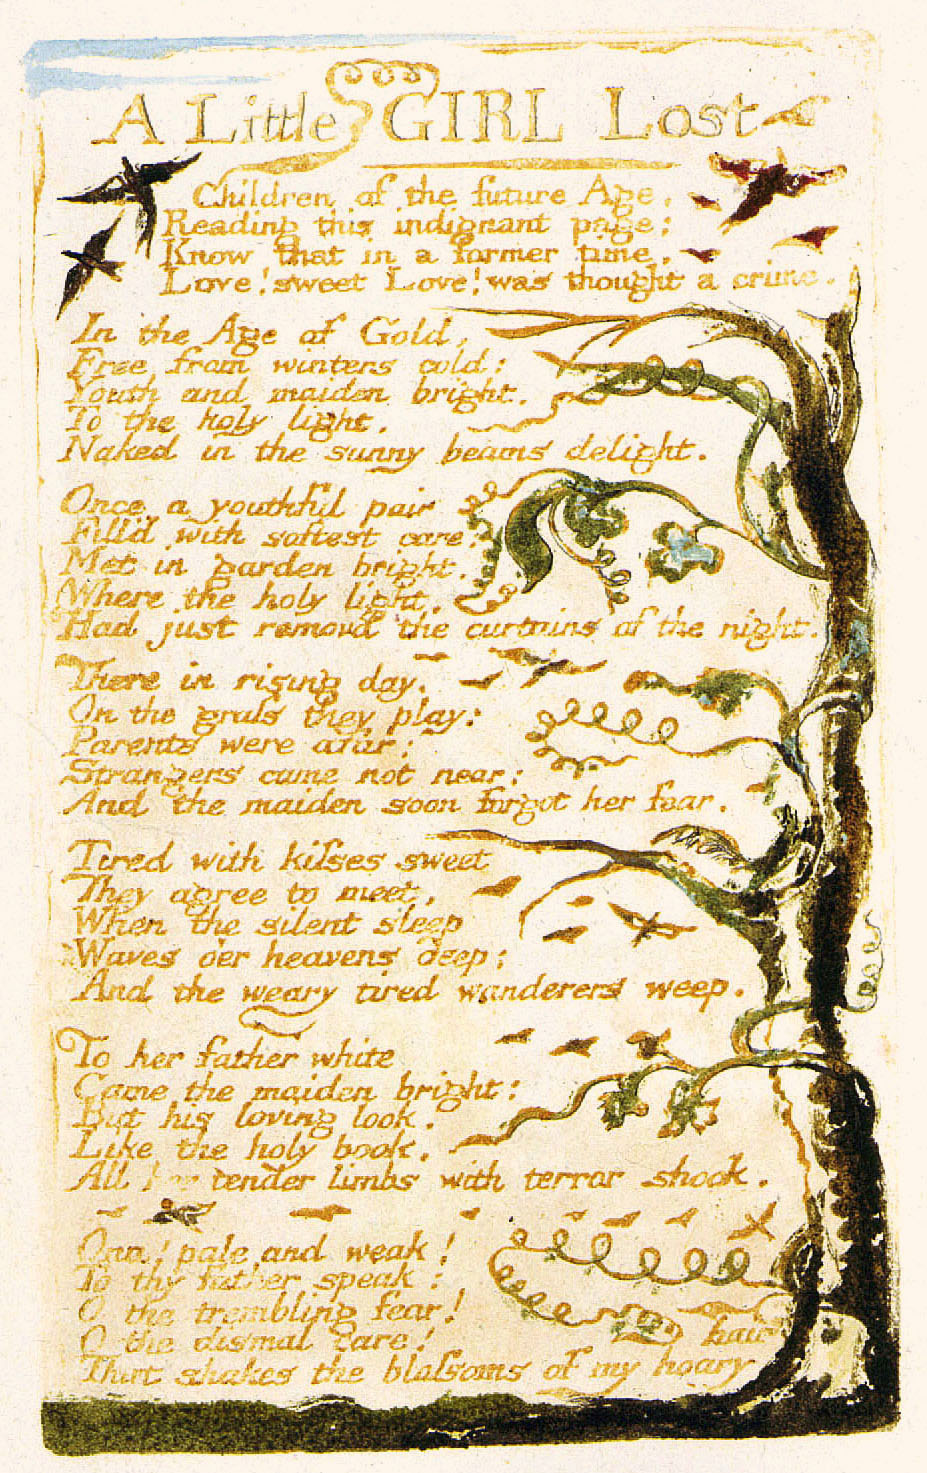 A Little GIRL Lost
Children of the future Age.
Reading this indignant page;
Know that in a former time.
Love! sweet Love! was thought a crime.
In the Age of Gold,
Free from winters cold:
Youth and maiden bright.
To the holy light.
Naked in the sunny beams delight.
Once a youthful pair
Fill'd with softest care:
Met in garden bright.
Where the holy light.
Had just removd the curtains of the night.
There in rising day.
On the graſs they play:
Parents were afar;
Strangers came not near:
And the maiden soon forgot her fear.
Tired with kiſses sweet
They agree to meet,
When the silent sleep
Waves o'er heavens deep;
And the weary tired wanderers weep.
To her father white
Came the maiden bright:
But his loving look.
Like the holy book.
All her tender limbs with terror shook.
Ona! pale and weak!
To thy father speak:
O the trembling fear!
O the dismal care!
That shakes the bloſsoms of my hoary
hair